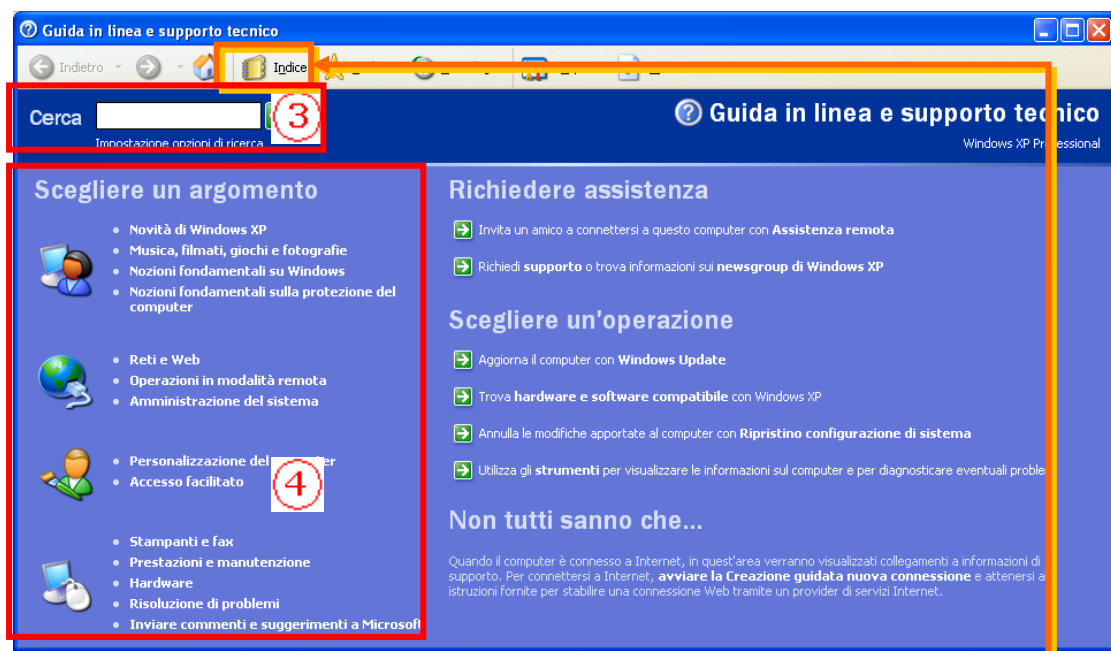 Guida in linea e supporto tecnico
Indietro
Indice
Cerca
3
Impostazione opzioni di ricerca
Guida in linea e supporto tecnico
Windows XP Professional
Scegliere un argomento
Novità di Windows XP
Musica, filmati, giochi e fotografie
Nozioni fondamentali su Windows
Nozioni fondamentali sulla protezione del
computer
Reti e Web
Operazioni in modalità remota
Amministrazione del sistema
Personalizzazione del computer
Accesso facilitato
4
Stampanti e fax
Prestazioni e manutenzione
Hardware
Risoluzione di problemi
Inviare commenti e suggerimenti a Microsoft
Richiedere assistenza
Invita un amico a connettersi a questo computer con Assistenza remota
Richiedi supporto o trova informazioni sui newsgroup di Windows XP
Scegliere un'operazione
Aggiorna il computer con Windows Update
Trova hardware e software compatibile con Windows XP
Annulla le modifiche apportate al computer con Ripristino configurazione di sistema
Utilizza gli strumenti per visualizzare le informazioni sul computer e per diagnosticare eventuali
Non tutti sanno che...
Quando il computer è connesso a Internet, in quest'area verranno visualizzati collegamenti a informazioni di
supporto. Per connettersi a Internet, avviare la Creazione guidata nuova connessione e attenersi
istruzioni fornite per stabilire una connessione Web tramite un provider di servizi Internet.